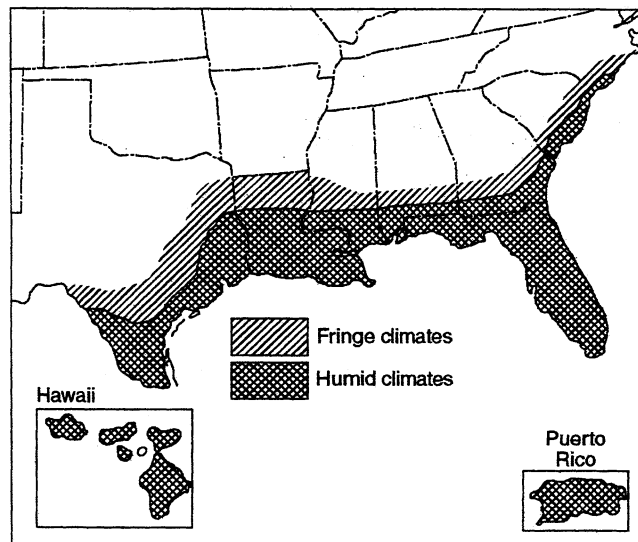 Fringe climates
Humid climates
Hawaii
Puerto
Rico